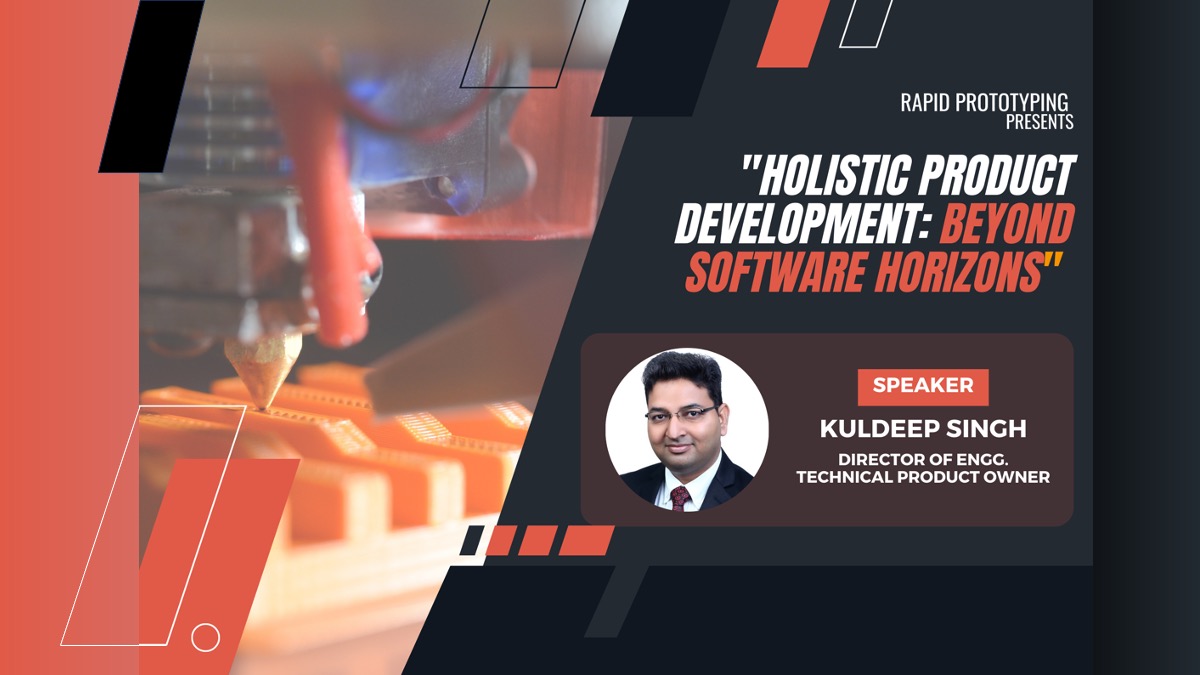 RAPID PROTOTYPING
PRESENTS
"HOLISTIC PRODUCT
DEVELOPMENT: BEYOND
SOFTWARE HORIZONS"
SPEAKER
KULDEEP SINGH
DIRECTOR OF ENGG.
TECHNICAL PRODUCT OWNER